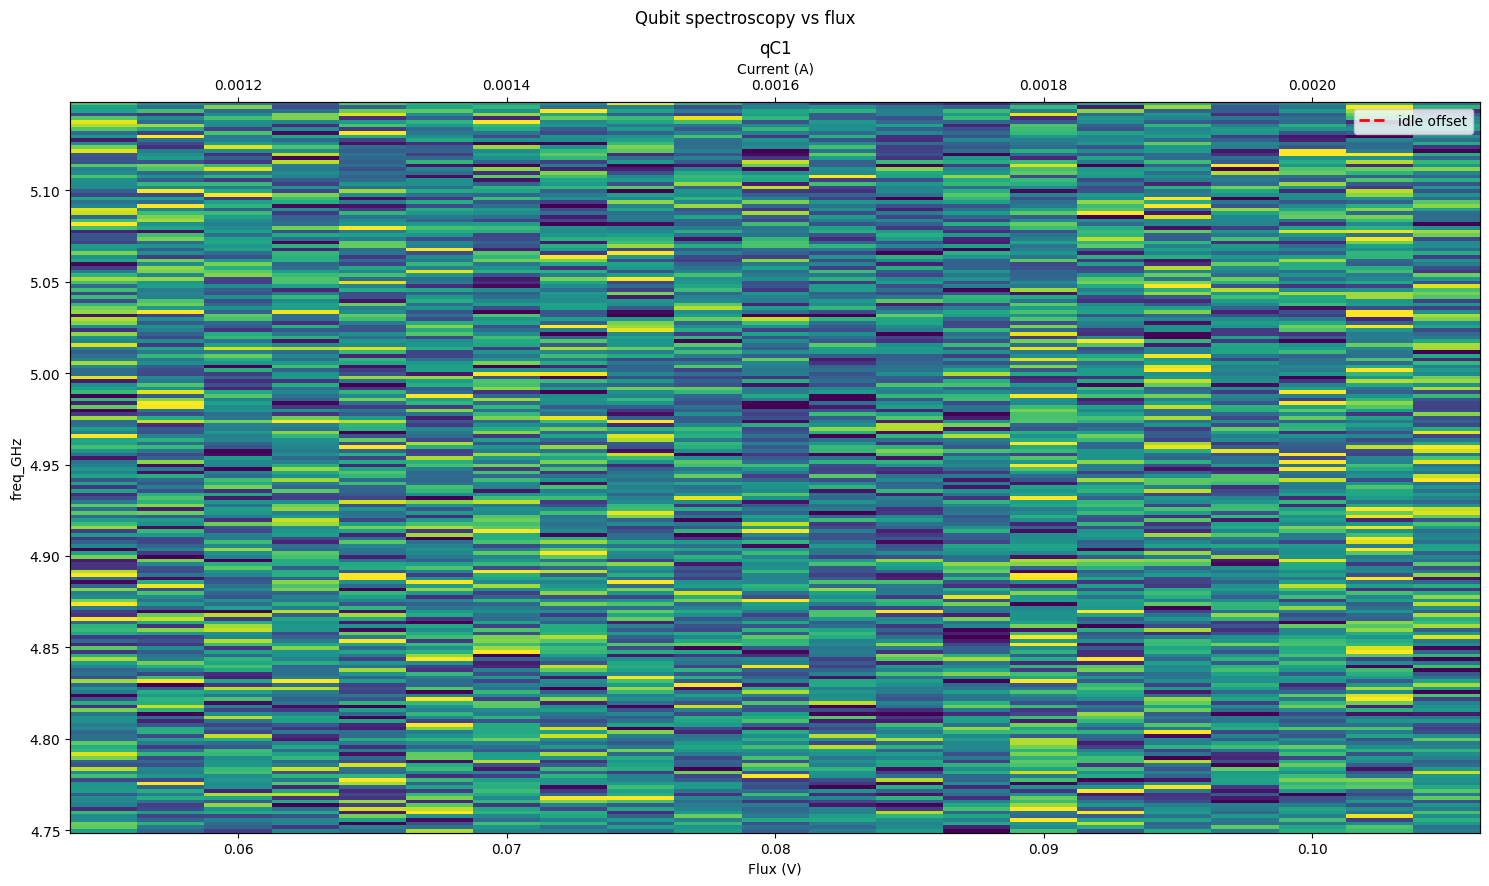 Qubit spectroscopy vs flux
qC1
Current (A)
0.0012 0.0014 0.0016 0.0018 0.0020
idle offset
5.10
5.05
5.00
4.95
4.90
4.85
4.80
4.75
freq_GHz
0.06 0.07 0.08 0.09 0.10
Flux (V)